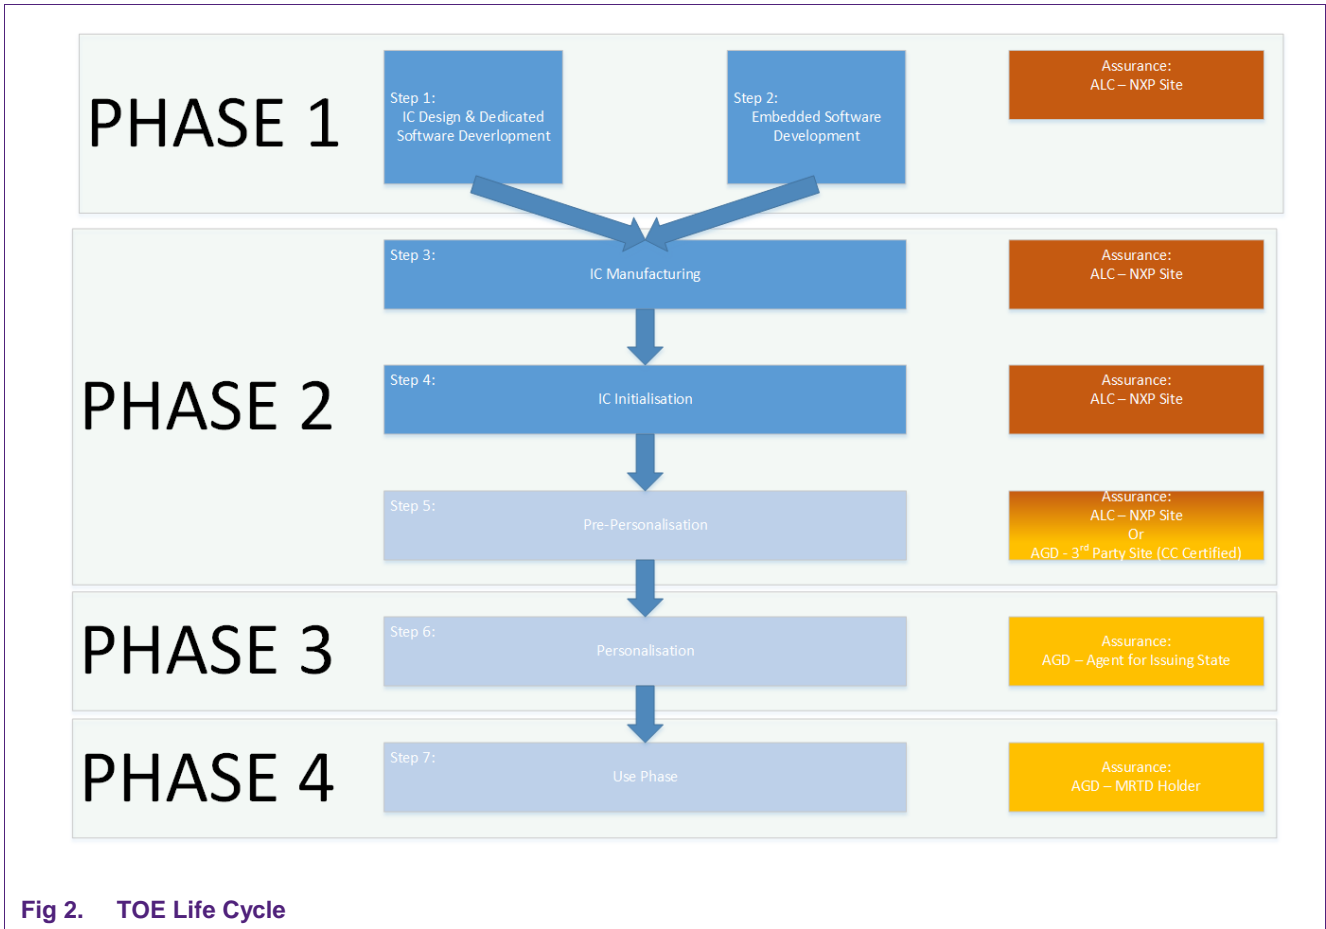 PHASE 1
Step 1:
IC Design & Dedicated
Software Deverlopment
Step 2:
Embedded Software
Development
Assurance:
ALC – NXP Site
PHASE 2
Step 3:
IC Manufacturing
Assurance:
ALC – NXP Site
Step 4:
IC Initialisation
Assurance:
ALC – NXP Site
Step 5:
Pre-Personalisation
Assurance:
ALC – NXP Site
Or
AGD - 3rd Party Site (CC Certified)
PHASE 3
Step 6:
Personalisation
Assurance:
AGD – Agent for Issuing State
PHASE 4
Step 7:
Use Phase
Assurance:
AGD – MRTD Holder
Fig 2. TOE Life Cycle